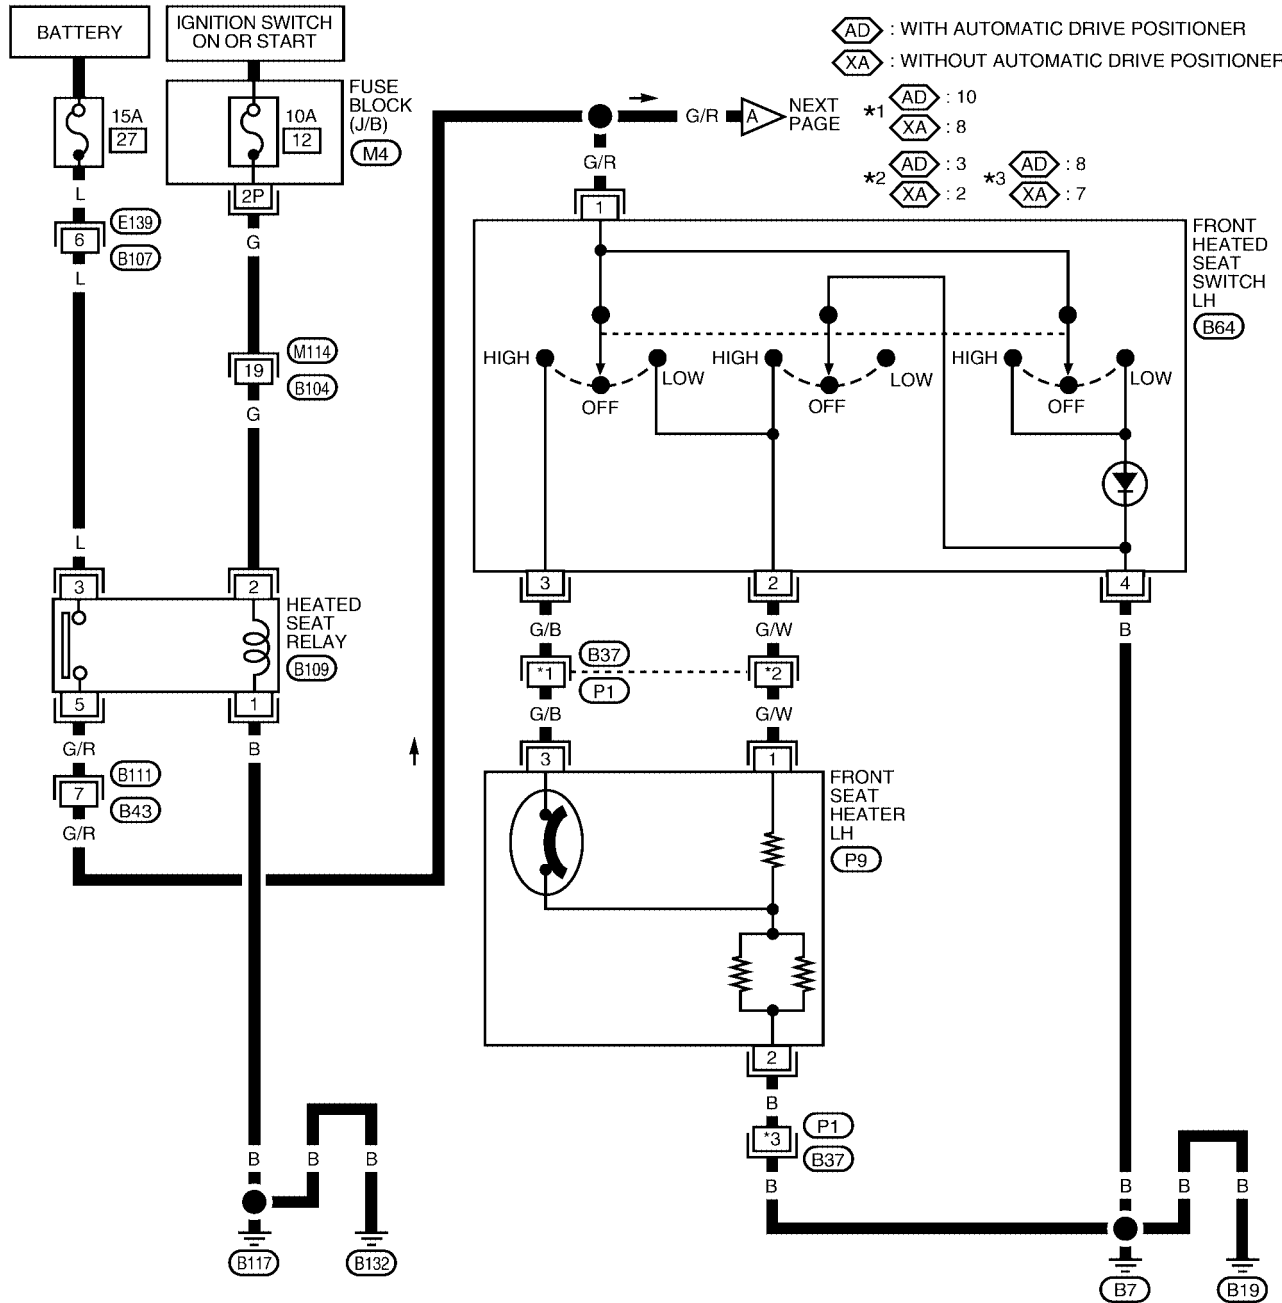 BATTERY
IGNITION SWITCH
ON OR START
AD : WITH AUTOMATIC DRIVE POSITIONER
XA : WITHOUT AUTOMATIC DRIVE POSITIONER
15A
27
10A
12
FUSE
BLOCK
(J/B)
M4
G/R
A
NEXT
PAGE
*1
AD : 10
XA : 8
*2
AD : 3
XA : 2
*3
AD : 8
XA : 7
G/R
2P
1
L
6
E139
B107
L
G
19
M114
B104
G
FRONT
HEATED
SEAT
SWITCH
LH
B64
HIGH
LOW
OFF
HIGH
LOW
OFF
HIGH
LOW
OFF
L
3
2
HEATED
SEAT
RELAY
B109
5
1
G/R
B
7
B111
B43
G/R
3
2
4
G/B
G/W
B
*1
B37
P1
*2
G/B
G/W
3
1
FRONT
SEAT
HEATER
LH
P9
2
B
*3
P1
B37
B
B
B
B
B
B
B
B117
B132
B7
B19